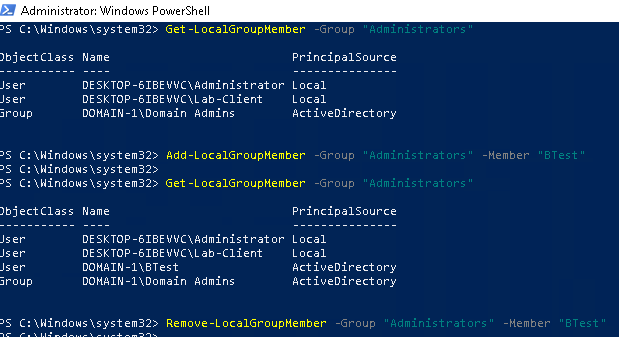 Administrator: Windows PowerShell
PS C:\Windows\system32> Get-LocalGroupMember -Group "Administrators"
ObjectClass Name PrincipalSource
----------- ---- ---------------
User DESKTOP-6IBEVVC\Administrator Local
User DESKTOP-6IBEVVC\Lab-Client Local
Group DOMAIN-1\Domain Admins ActiveDirectory
PS C:\Windows\system32> Add-LocalGroupMember -Group "Administrators" -Member "BTest"
PS C:\Windows\system32>
PS C:\Windows\system32> Get-LocalGroupMember -Group "Administrators"
ObjectClass Name PrincipalSource
----------- ---- ---------------
User DESKTOP-6IBEVVC\Administrator Local
User DESKTOP-6IBEVVC\Lab-Client Local
User DOMAIN-1\BTest ActiveDirectory
Group DOMAIN-1\Domain Admins ActiveDirectory
PS C:\Windows\system32> Remove-LocalGroupMember -Group "Administrators" -Member "BTest"
PS C:\Windows\system32>